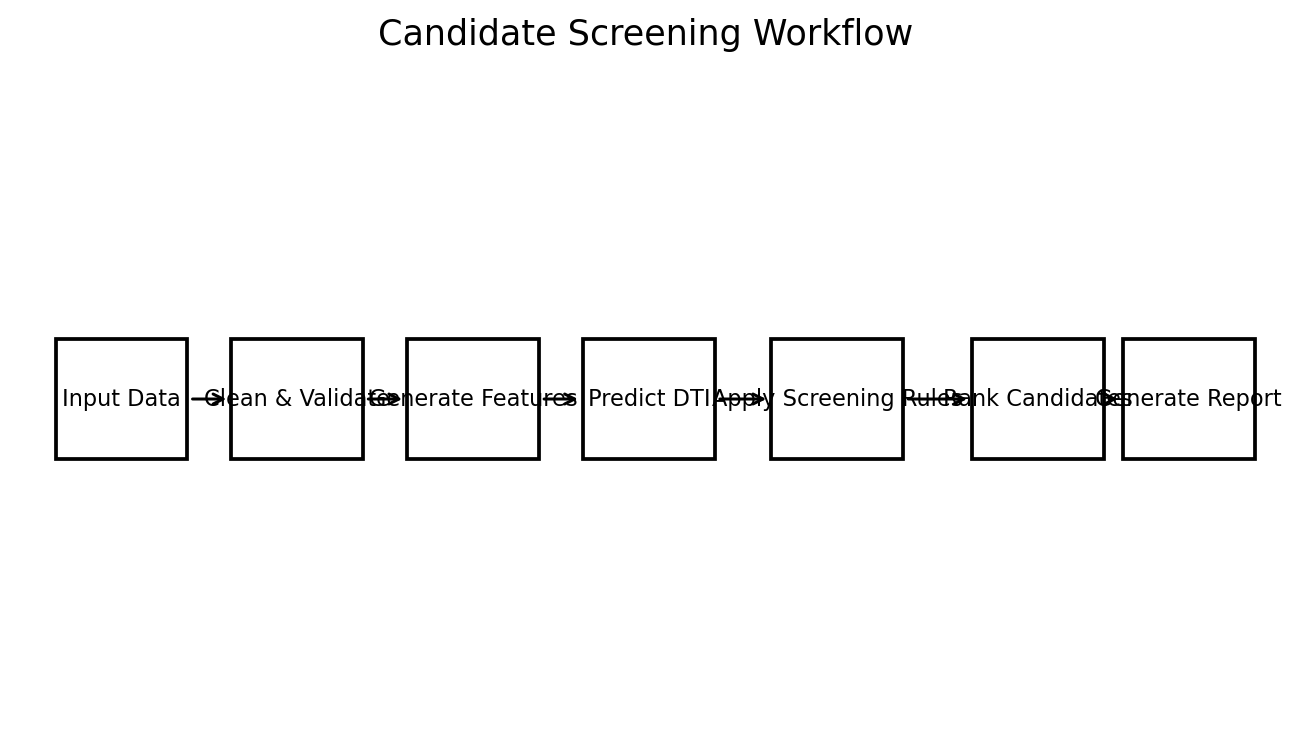 Candidate Screening Workflow
Input Data
Clean & Validate
Generate Features
Predict DTI
Apply Screening Rules
Rank Candidates
Generate Report